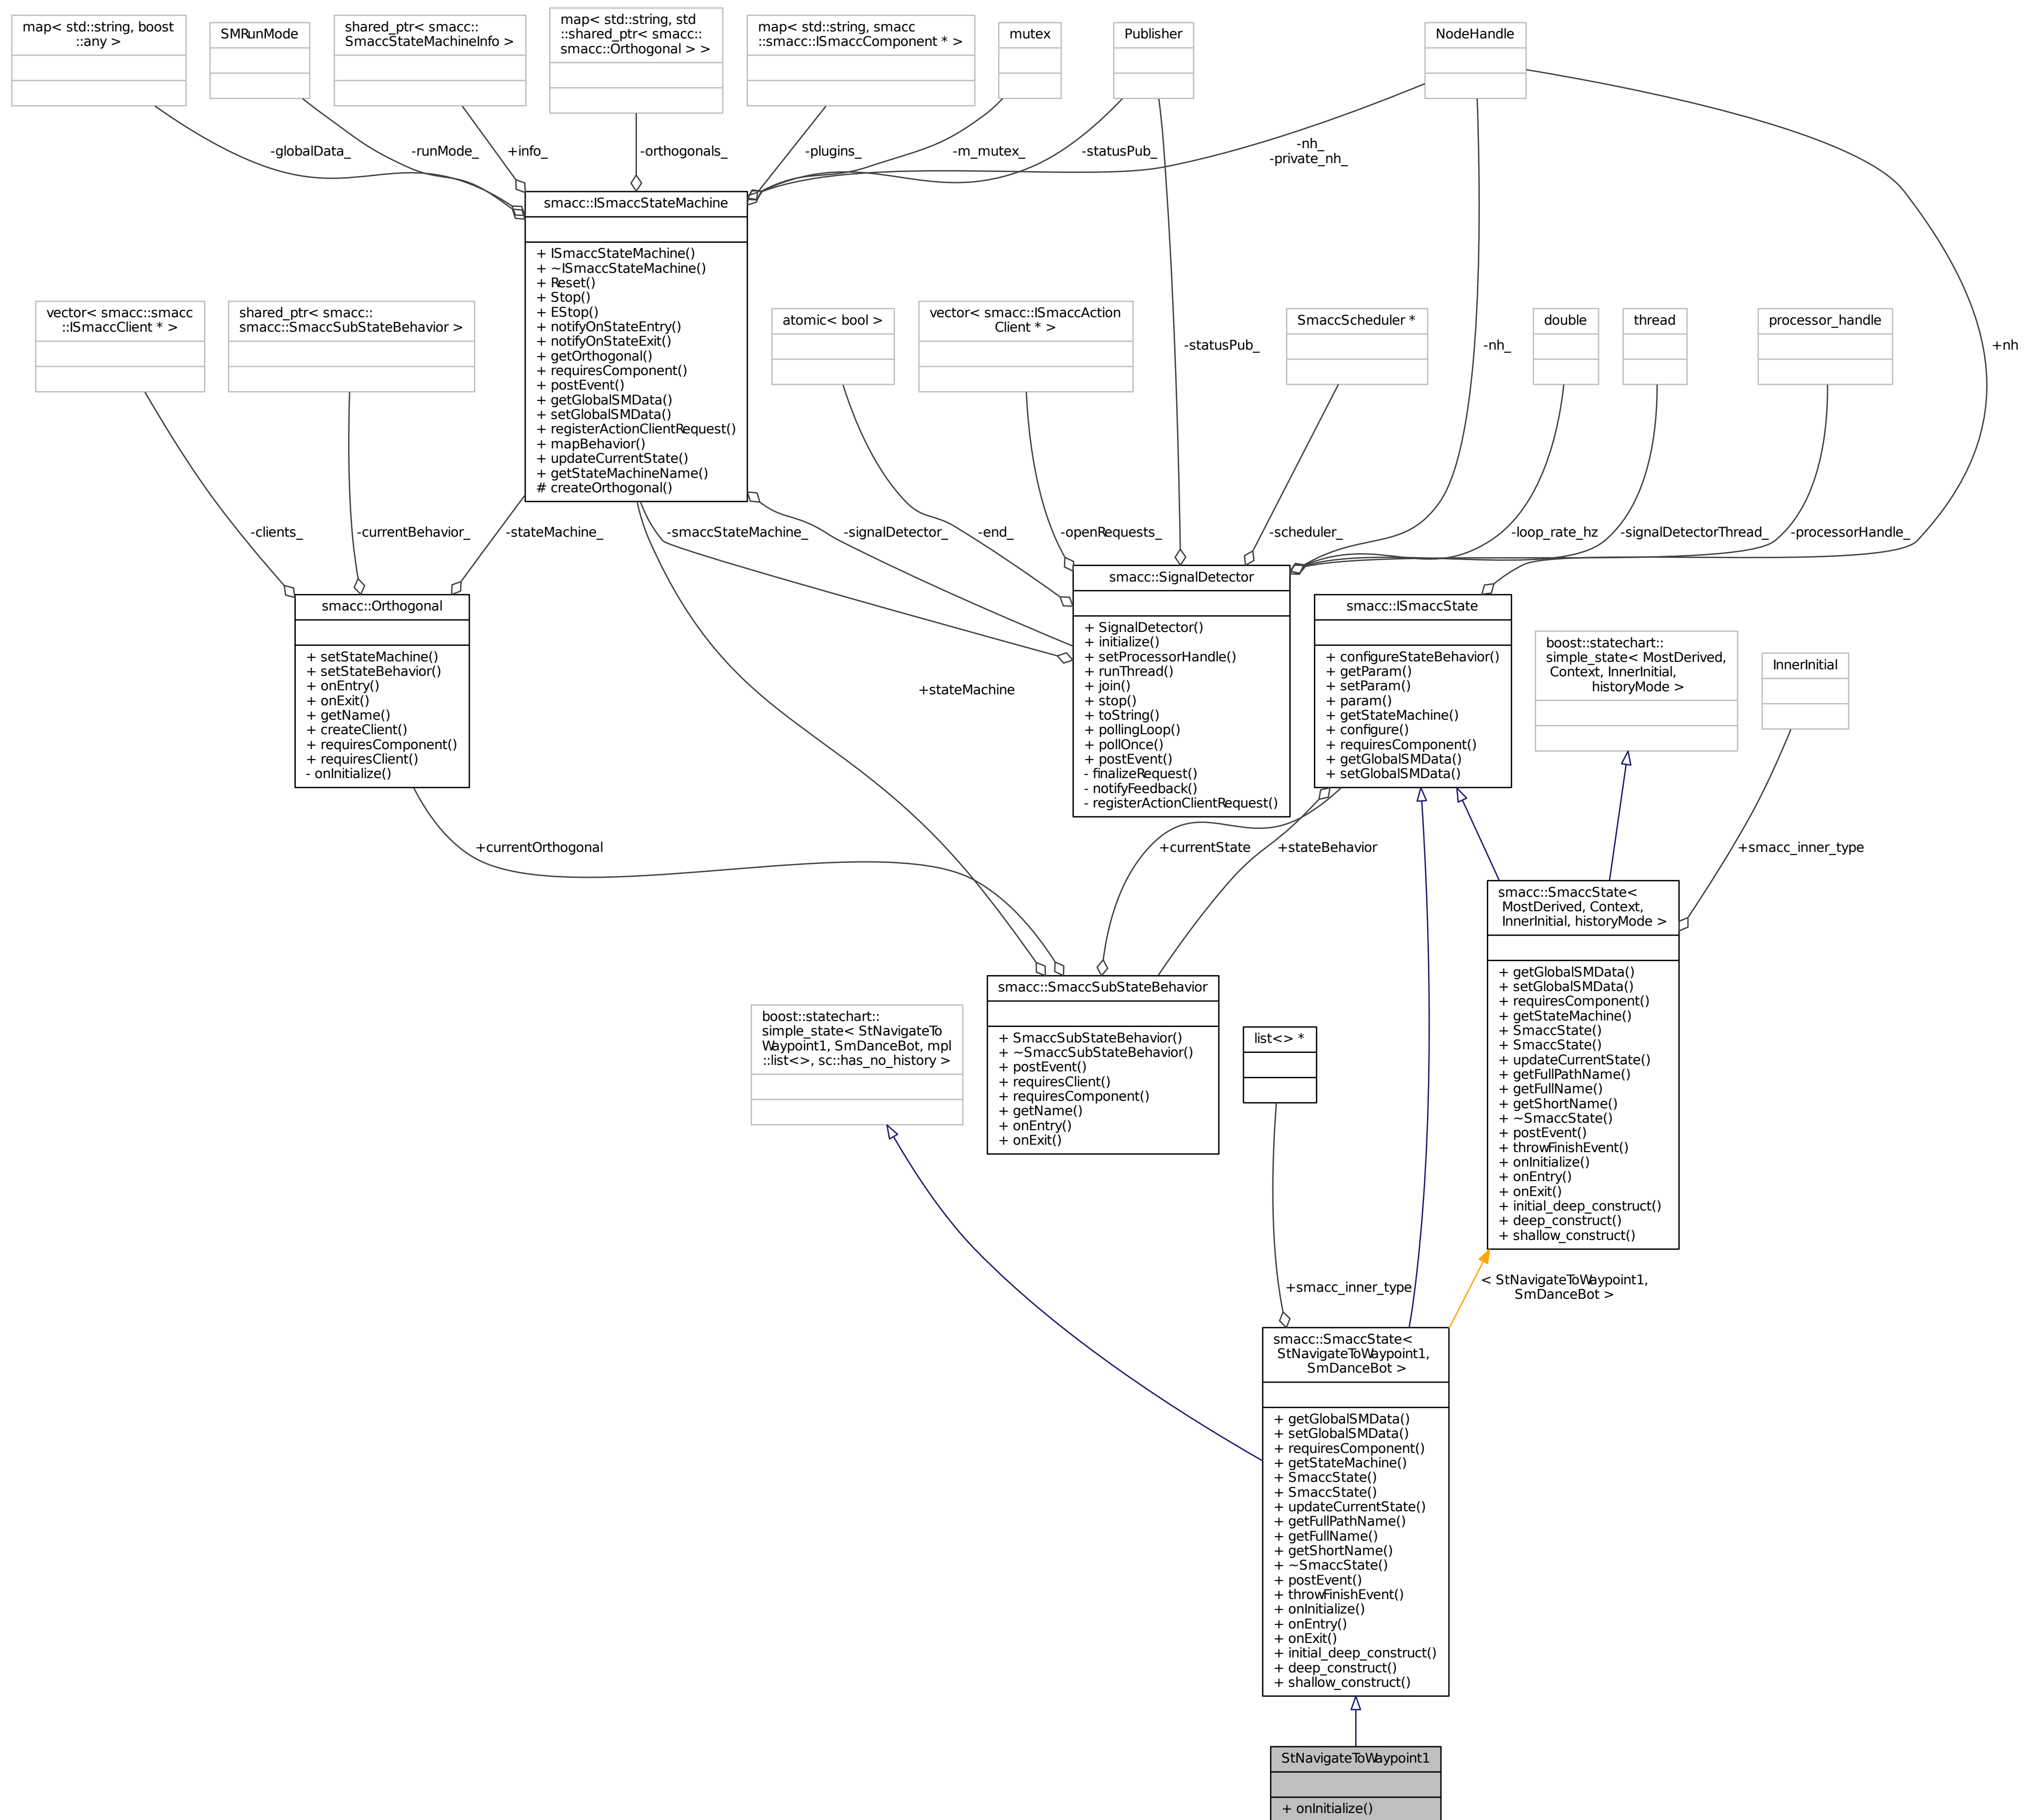 map< std::string, boost
::any >
SMRunMode
shared_ptr< smacc::
SmaccStateMachineInfo >
map< std::string, std
::shared_ptr< smacc::
smacc::Orthogonal > >
map< std::string, smacc
::smacc::ISmaccComponent * >
mutex
Publisher
NodeHandle
-globalData_
-runMode_
+info_
-orthogonals_
-plugins_
-m_mutex_
-statusPub_
-nh_
-private_nh_
smacc::ISmaccStateMachine
+ ISmaccStateMachine()
+ ~ISmaccStateMachine()
+ Reset()
+ Stop()
+ EStop()
+ notifyOnStateEntry()
+ notifyOnStateExit()
+ getOrthogonal()
+ requiresComponent()
+ postEvent()
+ getGlobalSMData()
+ setGlobalSMData()
+ registerActionClientRequest()
+ mapBehavior()
+ updateCurrentState()
+ getStateMachineName()
# createOrthogonal()
vector< smacc::smacc
::ISmaccClient * >
shared_ptr< smacc::
smacc::SmaccSubStateBehavior >
atomic< bool >
vector< smacc::ISmaccAction
Client * >
-statusPub_
SmaccScheduler *
-nh_
double
thread
processor_handle
+nh
-clients_
-currentBehavior_
-stateMachine_
-smaccStateMachine_
-signalDetector_
-end_
-openRequests_
-scheduler_
-loop_rate_hz
-signalDetectorThread_
-processorHandle_
smacc::Orthogonal
+ setStateMachine()
+ setStateBehavior()
+ onEntry()
+ onExit()
+ getName()
+ createClient()
+ requiresComponent()
+ requiresClient()
- onInitialize()
smacc::SignalDetector
+ SignalDetector()
+ initialize()
+ setProcessorHandle()
+ runThread()
+ join()
+ stop()
+ toString()
+ pollingLoop()
+ pollOnce()
+ postEvent()
- finalizeRequest()
- notifyFeedback()
- registerActionClientRequest()
smacc::ISmaccState
+ configureStateBehavior()
+ getParam()
+ setParam()
+ param()
+ getStateMachine()
+ configure()
+ requiresComponent()
+ getGlobalSMData()
+ setGlobalSMData()
boost::statechart::
simple_state< MostDerived,
Context, InnerInitial,
historyMode >
InnerInitial
+stateMachine
+currentOrthogonal
+currentState
+stateBehavior
+smacc_inner_type
smacc::SmaccState<
MostDerived, Context,
InnerInitial, historyMode >
+ getGlobalSMData()
+ setGlobalSMData()
+ requiresComponent()
+ getStateMachine()
+ SmaccState()
+ SmaccState()
+ updateCurrentState()
+ getFullPathName()
+ getFullName()
+ getShortName()
+ ~SmaccState()
+ postEvent()
+ throwFinishEvent()
+ onInitialize()
+ onEntry()
+ onExit()
+ initial_deep_construct()
+ deep_construct()
+ shallow_construct()
smacc::SmaccSubStateBehavior
+ SmaccSubStateBehavior()
+ ~SmaccSubStateBehavior()
+ postEvent()
+ requiresClient()
+ requiresComponent()
+ getName()
+ onEntry()
+ onExit()
boost::statechart::
simple_state< StNavigateTo
Waypoint1, SmDanceBot, mpl
::list<>, sc::has_no_history >
list<> *
+smacc_inner_type
< StNavigateToWaypoint1,
SmDanceBot >
smacc::SmaccState<
StNavigateToWaypoint1,
SmDanceBot >
+ getGlobalSMData()
+ setGlobalSMData()
+ requiresComponent()
+ getStateMachine()
+ SmaccState()
+ SmaccState()
+ updateCurrentState()
+ getFullPathName()
+ getFullName()
+ getShortName()
+ ~SmaccState()
+ postEvent()
+ throwFinishEvent()
+ onInitialize()
+ onEntry()
+ onExit()
+ initial_deep_construct()
+ deep_construct()
+ shallow_construct()
StNavigateToWaypoint1
+ onInitialize()